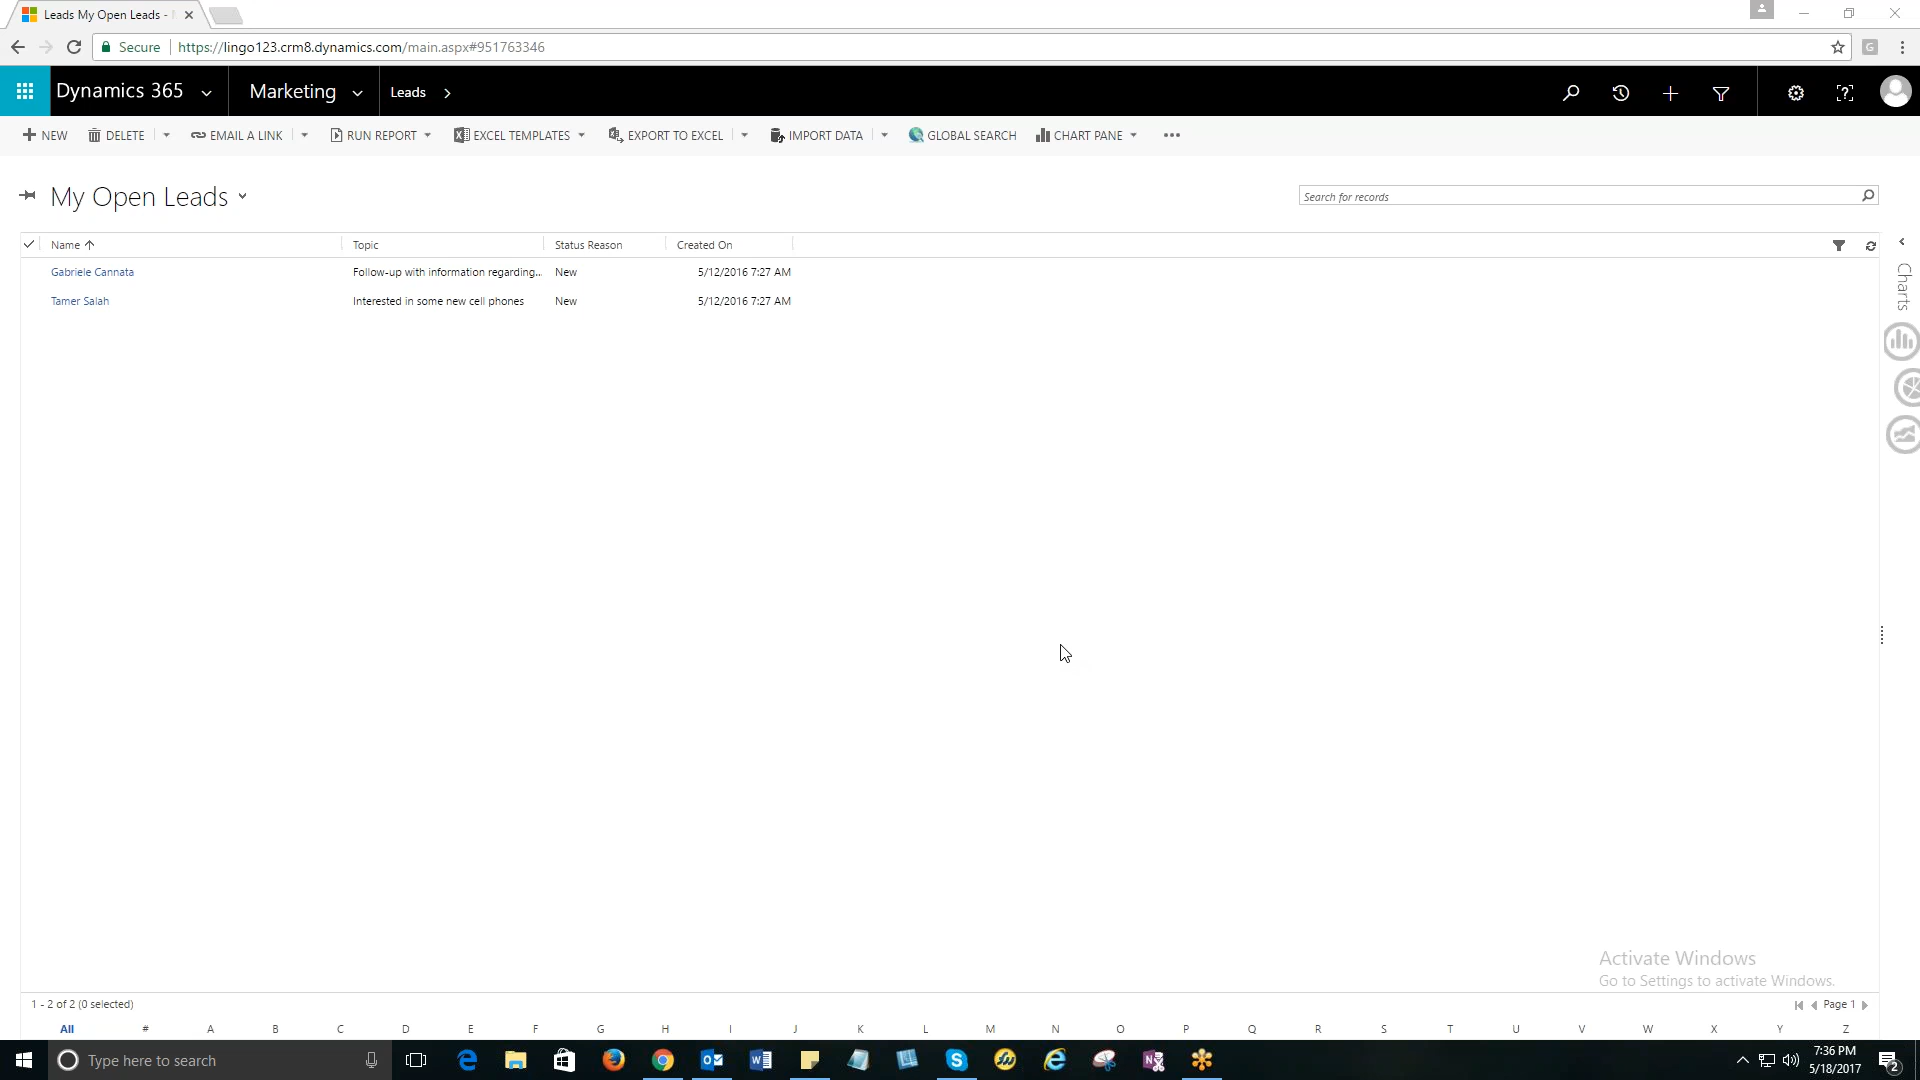 Leads My Open Leads -
Secure https://lingo123.crm8.dynamics.com/main.aspx#951763346
Dynamics 365 Marketing Leads
NEW DELETE EMAIL A LINK RUN REPORT EXCEL TEMPLATES EXPORT TO EXCEL IMPORT DATA GLOBAL SEARCH CHART PANE
My Open Leads
Search for records
Name Topic Status Reason Created On
Gabriele Cannata Follow-up with information regarding... New 5/12/2016 7:27 AM
Tamer Salah Interested in some new cell phones New 5/12/2016 7:27 AM
Charts
Activate Windows
Go to Settings to activate Windows.
1 - 2 of 2 (0 selected) Page 1
All # A B C D E F G H I J K L M N O P Q R S T U V W X Y Z
Type here to search
7:36 PM
5/18/2017
2